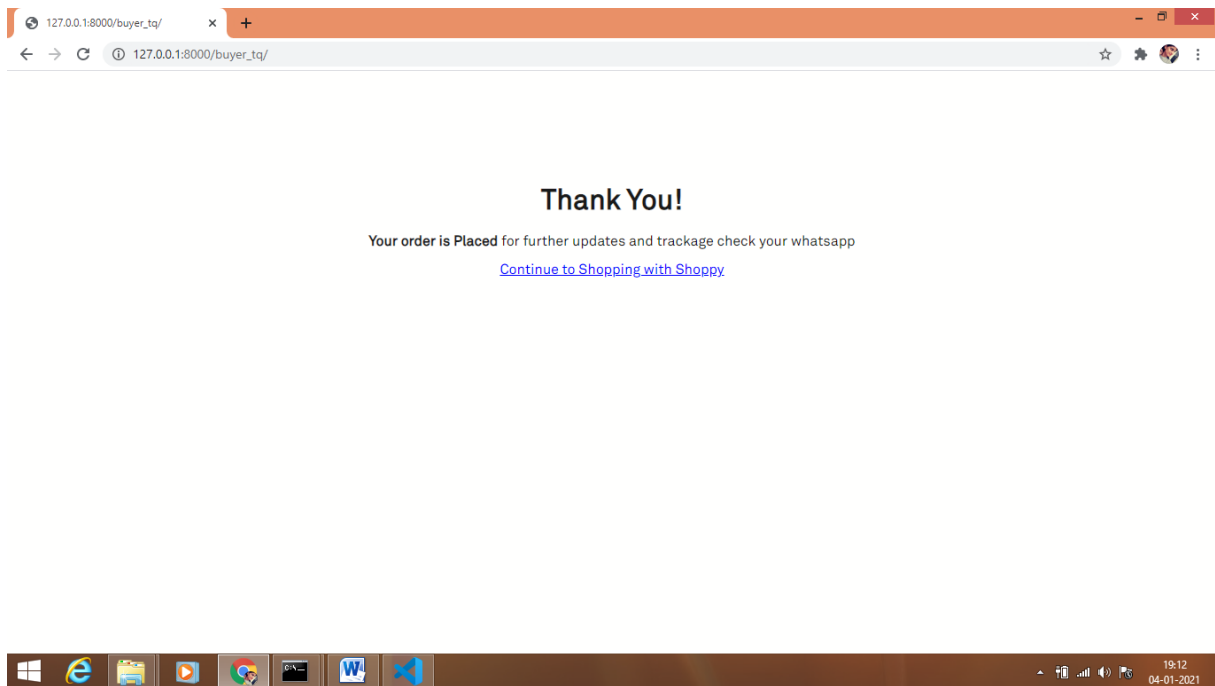 127.0.0.1:8000/buyer_tq/
127.0.0.1:8000/buyer_tq/
Thank You!
Your order is Placed for further updates and trackage check your whatsapp
Continue to Shopping with Shoppy
19:12
04-01-2021